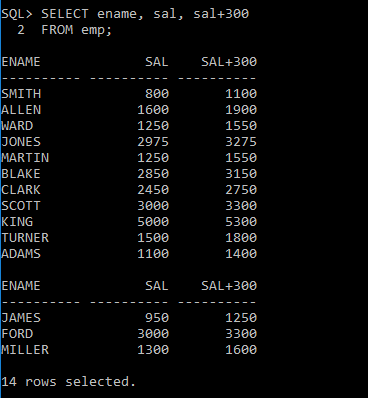 SQL> SELECT ename, sal, sal+300
  2  FROM emp;
ENAME             SAL    SAL+300
---------- ---------- ----------
SMITH             800       1100
ALLEN            1600       1900
WARD             1250       1550
JONES            2975       3275
MARTIN           1250       1550
BLAKE            2850       3150
CLARK            2450       2750
SCOTT            3000       3300
KING             5000       5300
TURNER           1500       1800
ADAMS            1100       1400
ENAME             SAL    SAL+300
---------- ---------- ----------
JAMES             950       1250
FORD             3000       3300
MILLER           1300       1600
14 rows selected.